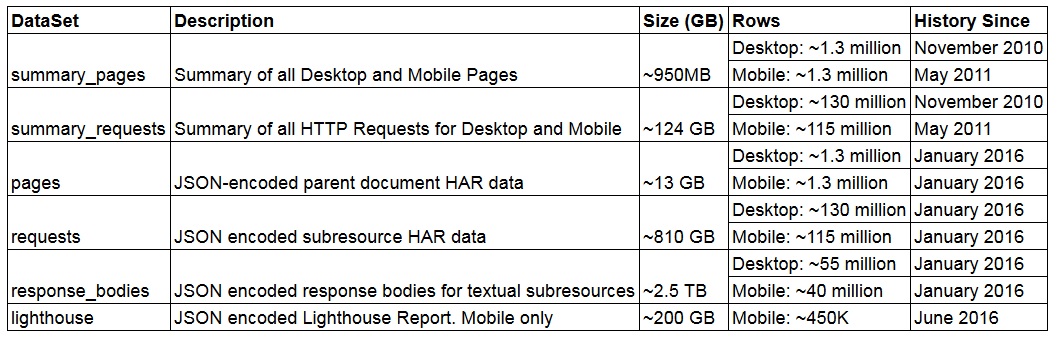 DataSet Description Size (GB) Rows History Since
Desktop: ~1.3 million November 2010
summary_pages Summary of all Desktop and Mobile Pages ~950MB Mobile: ~1.3 million May 2011
Desktop: ~130 million November 2010
summary_requests Summary of all HTTP Requests for Desktop and Mobile ~124 GB Mobile: ~115 million May 2011
Desktop: ~1.3 million January 2016
pages JSON-encoded parent document HAR data ~13 GB Mobile: ~1.3 million January 2016
Desktop: ~130 million January 2016
requests JSON encoded subresource HAR data ~810 GB Mobile: ~115 million January 2016
Desktop: ~55 million January 2016
response_bodies JSON encoded response bodies for textual subresources ~2.5 TB Mobile: ~40 million January 2016
lighthouse JSON encoded Lighthouse Report. Mobile only ~200 GB Mobile: ~450K June 2016